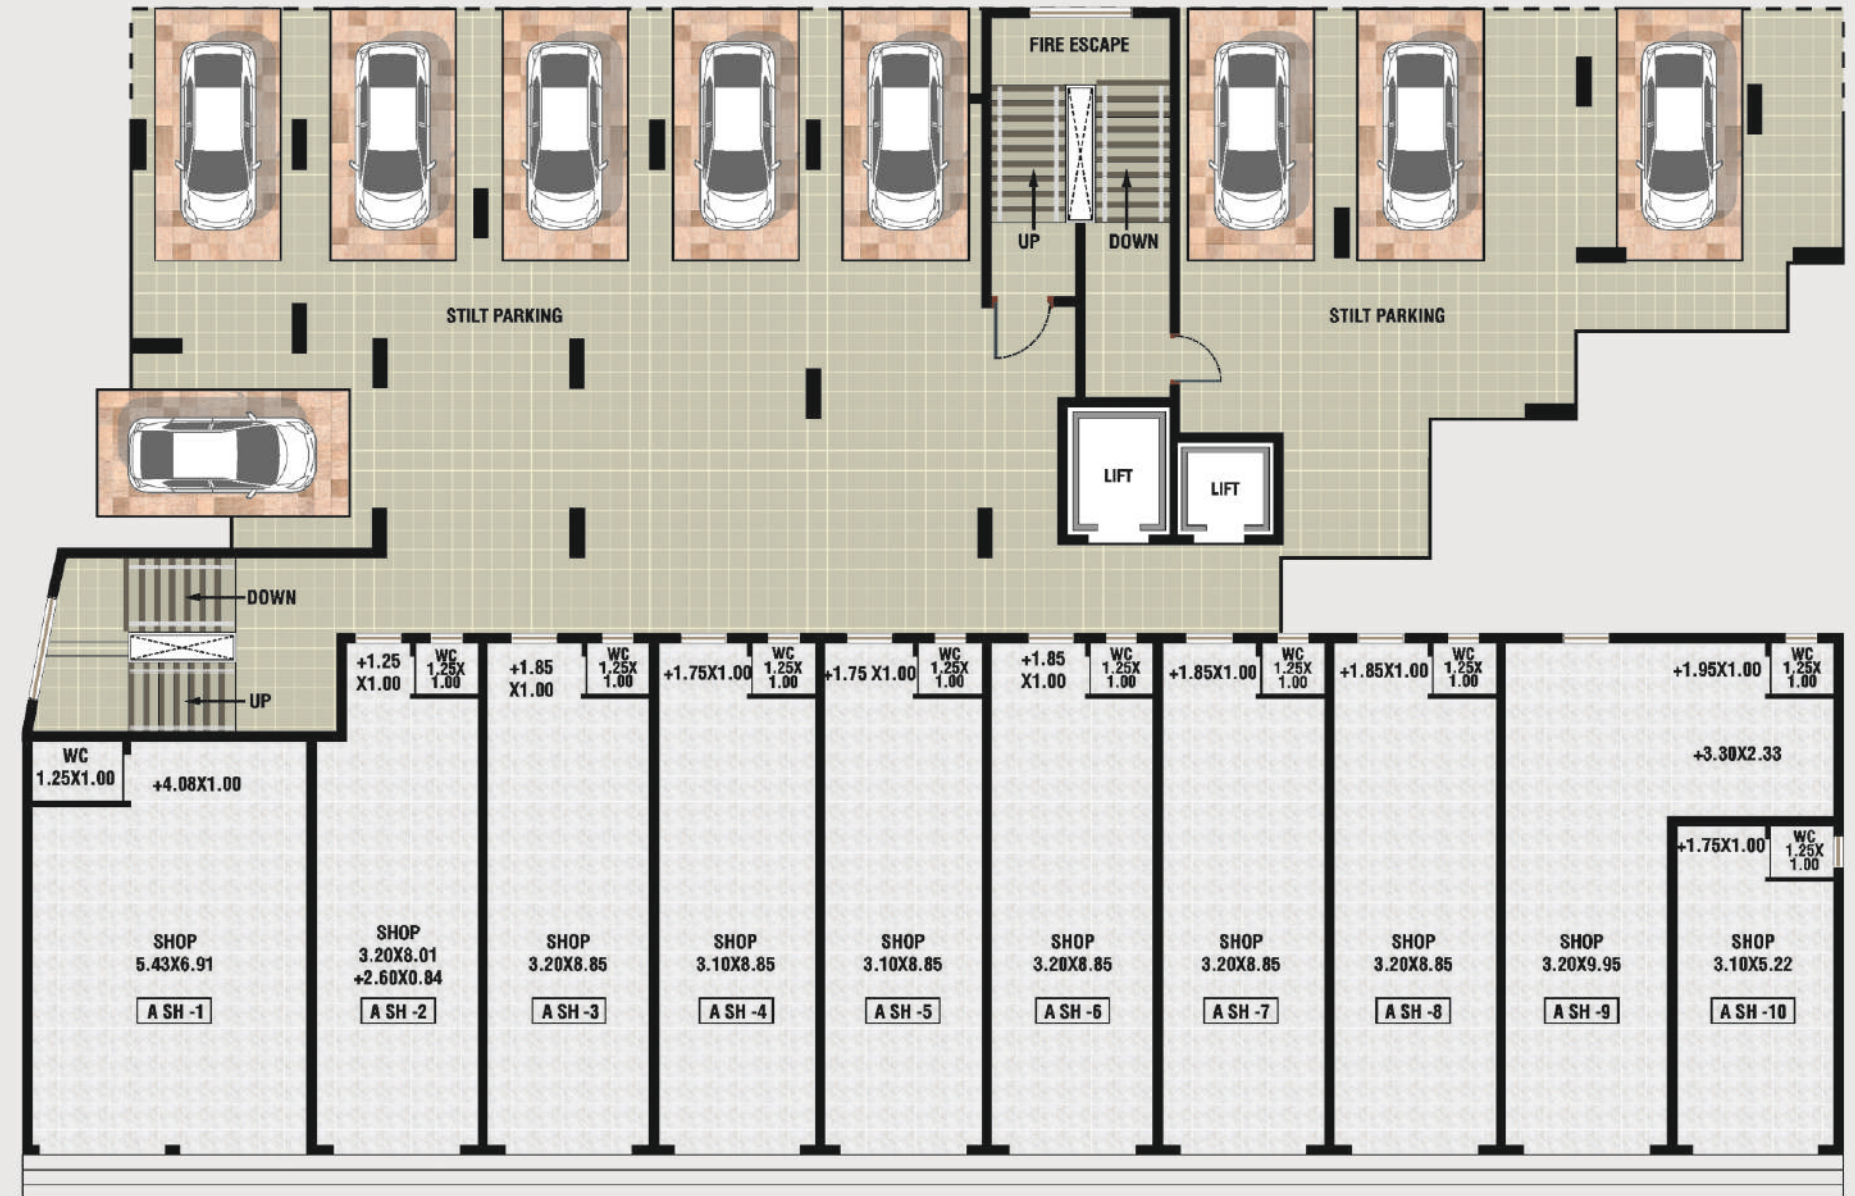 FIRE ESCAPE
UP
DOWN
STILT PARKING
STILT PARKING
LIFT
LIFT
DOWN
UP
WC
1.25X1.00
+4.08X1.00
+1.25
X1.00
WC
1.25X
1.00
+1.85
X1.00
WC
1.25X
1.00
+1.75X1.00
WC
1.25X
1.00
+1.75 X1.00
WC
1.25X
1.00
+1.85
X1.00
WC
1.25X
1.00
+1.85X1.00
WC
1.25X
1.00
+1.85X1.00
WC
1.25X
1.00
+1.95X1.00
WC
1.25X
1.00
+3.30X2.33
+1.75X1.00
WC
1.25X
1.00
SHOP
5.43X6.91
A SH -1
SHOP
3.20X8.01
+2.60X0.84
A SH -2
SHOP
3.20X8.85
A SH -3
SHOP
3.10X8.85
A SH -4
SHOP
3.10X8.85
A SH -5
SHOP
3.20X8.85
A SH -6
SHOP
3.20X8.85
A SH -7
SHOP
3.20X8.85
A SH -8
SHOP
3.20X9.95
A SH -9
SHOP
3.10X5.22
A SH -10